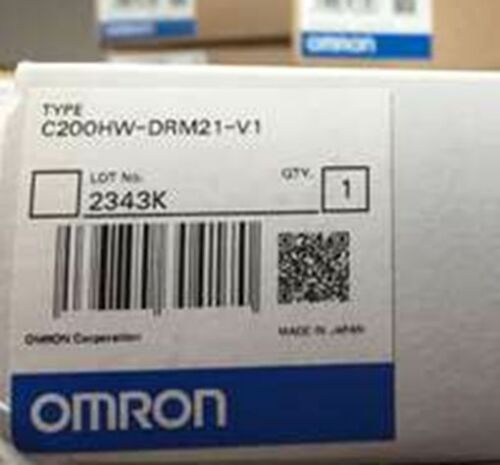 OMRON
TYPE
C200HW-DRM21-V1
LOT No.
QTY.
2343K
1
OMRON Corporation
MADE IN JAPAN
OMRON